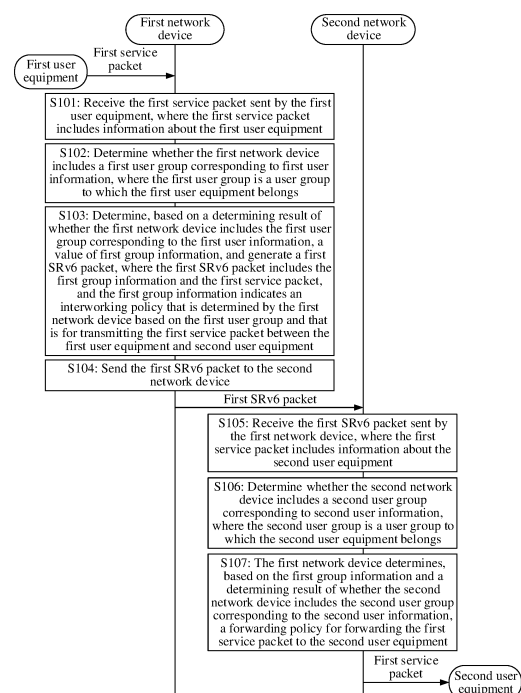 First network
device
Second network
device
First user
equipment
First service
packet
S101: Receive the first service packet sent by the first
user equipment, where the first service packet
includes information about the first user equipment
S102: Determine whether the first network device
includes a first user group corresponding to first user
information, where the first user group is a user group
to which the first user equipment belongs
S103: Determine, based on a determining result of
whether the first network device includes the first user
group corresponding to the first user information, a
value of first group information, and generate a first
SRv6 packet, where the first SRv6 packet includes the
first group information and the first service packet,
and the first group information indicates an
interworking policy that is determined by the first
network device based on the first user group and that
is for transmitting the first service packet between the
first user equipment and second user equipment
S104: Send the first SRv6 packet to the second
network device
First SRv6 packet
S105: Receive the first SRv6 packet sent by
the first network device, where the first
service packet includes information about the
second user equipment
S106: Determine whether the second network
device includes a second user group
corresponding to second user information,
where the second user group is a user group to
which the second user equipment belongs
S107: The first network device determines,
based on the first group information and a
determining result of whether the second
network device includes the second user group
corresponding to the second user information,
a forwarding policy for forwarding the first
service packet to the second user equipment
First service
packet
Second user
equipment